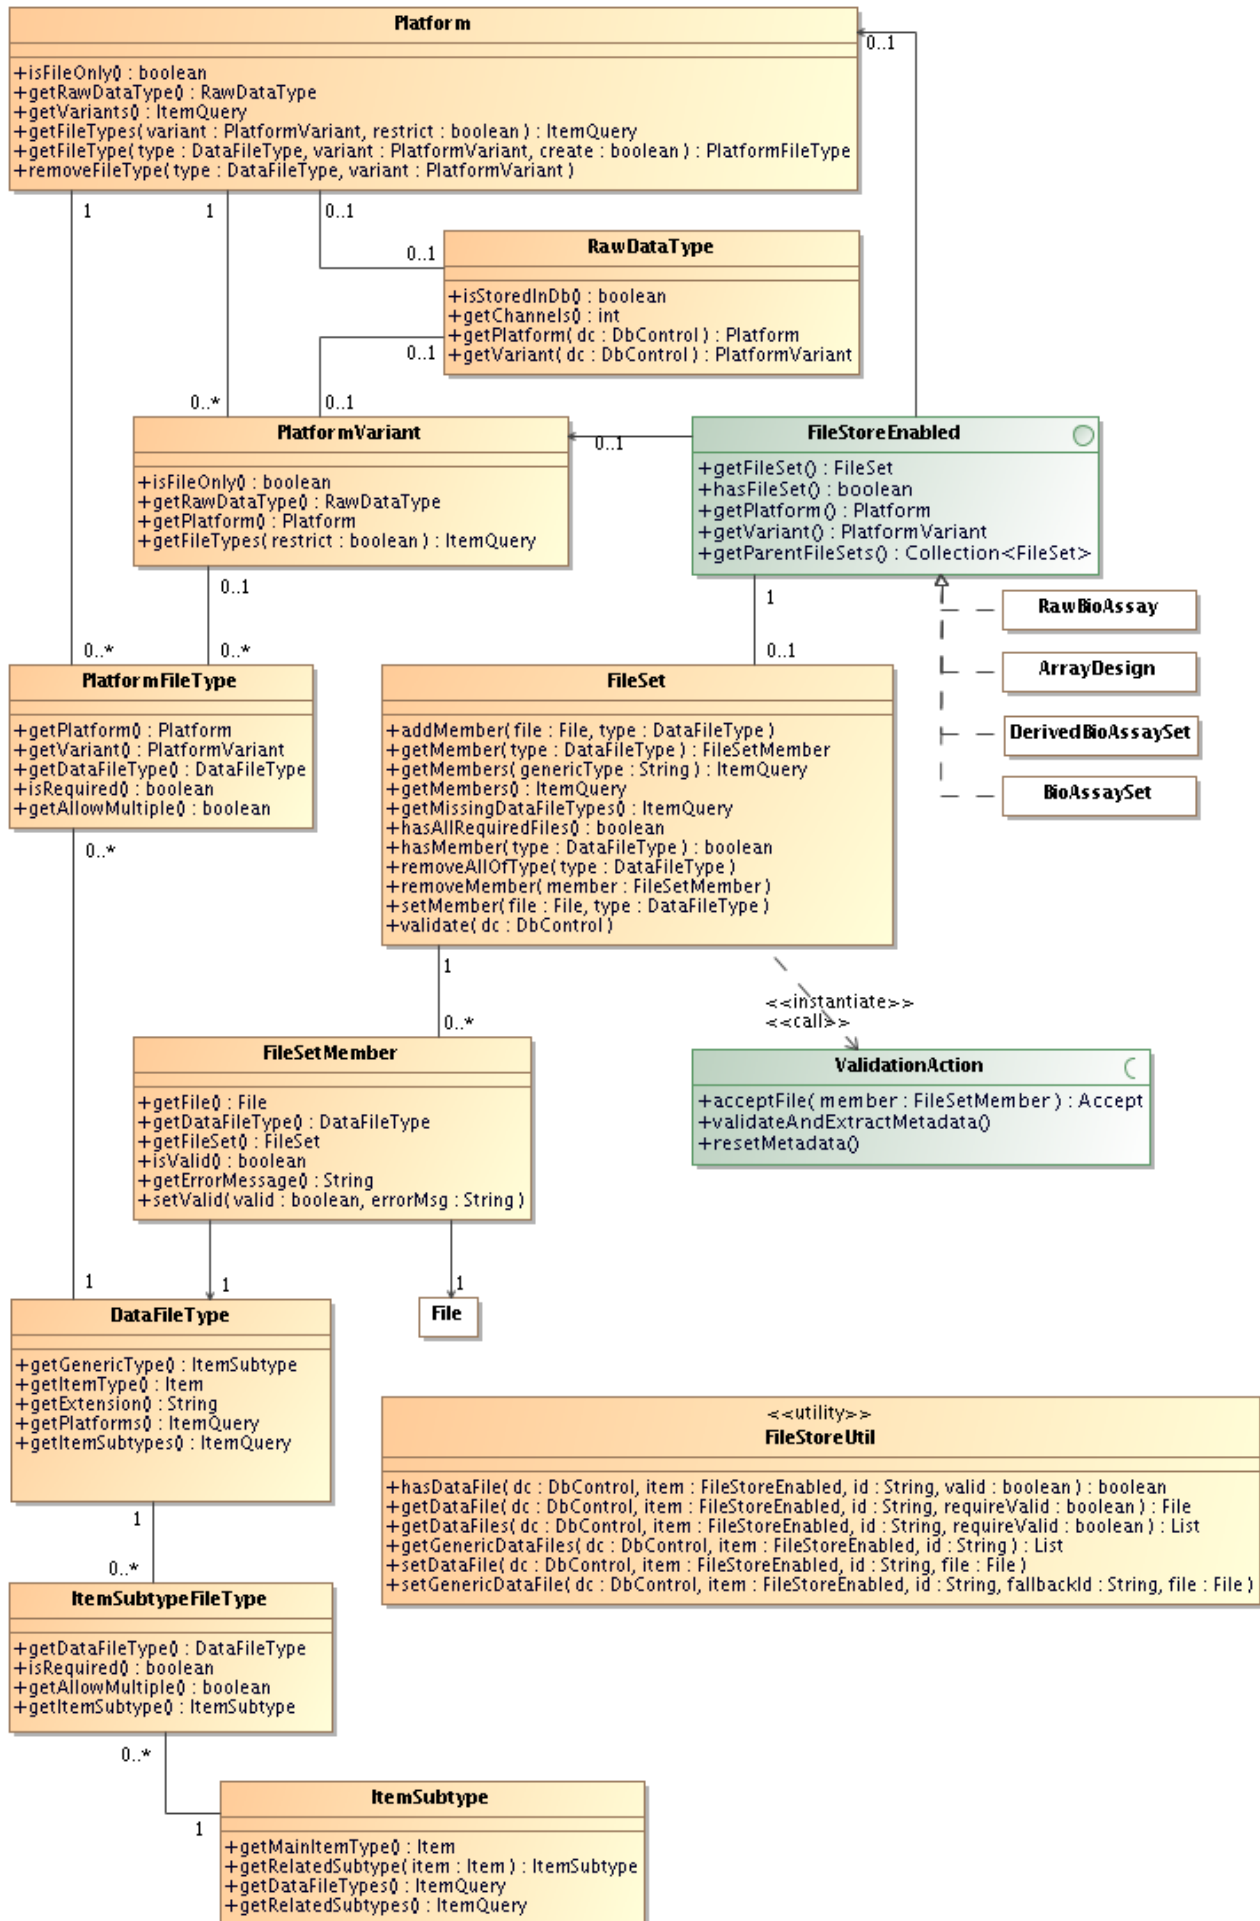 Platform
+isFileOnly() : boolean
+getRawDataType() : RawDataType
+getVariants() : ItemQuery
+getFileTypes( variant : PlatformVariant, restrict : boolean ) : ItemQuery
+getFileType( type : DataFileType, variant : PlatformVariant, create : boolean ) : PlatformFileType
+removeFileType( type : DataFileType, variant : PlatformVariant )
0..1
1
1
0..1
0..1
RawDataType
+isStoredInDb() : boolean
+getChannels() : int
+getPlatform( dc : DbControl ) : Platform
+getVariant( dc : DbControl ) : PlatformVariant
0..1
0..*
0..1
PlatformVariant
+isFileOnly() : boolean
+getRawDataType() : RawDataType
+getPlatform() : Platform
+getFileTypes( restrict : boolean ) : ItemQuery
0..1
FileStoreEnabled
+getFileSet() : FileSet
+hasFileSet() : boolean
+getPlatform() : Platform
+getVariant() : PlatformVariant
+getParentFileSets() : Collection<FileSet>
0..1
1
RawBioAssay
ArrayDesign
DerivedBioAssaySet
BioAssaySet
0..*
0..*
0..1
PlatformFileType
+getPlatform() : Platform
+getVariant() : PlatformVariant
+getDataFileType() : DataFileType
+isRequired() : boolean
+getAllowMultiple() : boolean
0..*
FileSet
+addMember( file : File, type : DataFileType )
+getMember( type : DataFileType ) : FileSetMember
+getMembers( genericType : String ) : ItemQuery
+getMembers() : ItemQuery
+getMissingDataFileTypes() : ItemQuery
+hasAllRequiredFiles() : boolean
+hasMember( type : DataFileType ) : boolean
+removeAllOfType( type : DataFileType )
+removeMember( member : FileSetMember )
+setMember( file : File, type : DataFileType )
+validate( dc : DbControl )
1
0..*
<<instantiate>>
<<call>>
FileSetMember
+getFile() : File
+getDataFileType() : DataFileType
+getFileSet() : FileSet
+isValid() : boolean
+getErrorMessage() : String
+setValid( valid : boolean, errorMsg : String )
ValidationAction
+acceptFile( member : FileSetMember ) : Accept
+validateAndExtractMetadata()
+resetMetadata()
1
1
1
DataFileType
+getGenericType() : ItemSubtype
+getItemType() : Item
+getExtension() : String
+getPlatforms() : ItemQuery
+getItemSubtypes() : ItemQuery
File
<<utility>>
FileStoreUtil
+hasDataFile( dc : DbControl, item : FileStoreEnabled, id : String, valid : boolean ) : boolean
+getDataFile( dc : DbControl, item : FileStoreEnabled, id : String, requireValid : boolean ) : File
+getDataFiles( dc : DbControl, item : FileStoreEnabled, id : String, requireValid : boolean ) : List
+getGenericDataFiles( dc : DbControl, item : FileStoreEnabled, id : String ) : List
+setDataFile( dc : DbControl, item : FileStoreEnabled, id : String, file : File )
+setGenericDataFile( dc : DbControl, item : FileStoreEnabled, id : String, fallbackId : String, file : File )
1
0..*
ItemSubtypeFileType
+getDataFileType() : DataFileType
+isRequired() : boolean
+getAllowMultiple() : boolean
+getItemSubtype() : ItemSubtype
0..*
1
ItemSubtype
+getMainItemType() : Item
+getRelatedSubtype( item : Item ) : ItemSubtype
+getDataFileTypes() : ItemQuery
+getRelatedSubtypes() : ItemQuery